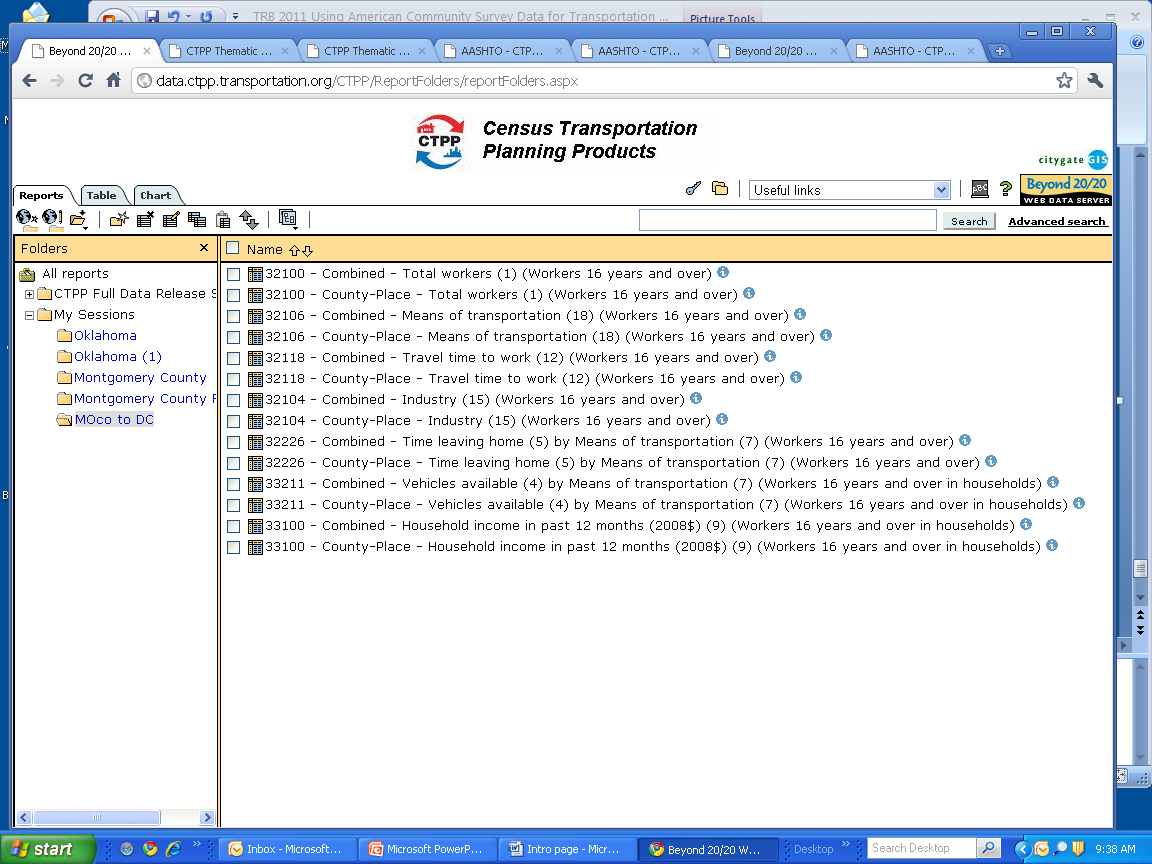 TRB 2011 Using American Community Survey Data for Transportation ...
Picture Tools
Beyond 20/20 ...
CTPP Thematic ...
CTPP Thematic ...
AASHTO - CTP...
AASHTO - CTP...
Beyond 20/20 ...
AASHTO - CTP...
data.ctpp.transportation.org/CTPP/ReportFolders/reportFolders.aspx
CTPP
Census Transportation
Planning Products
citygate GIS
Beyond 20/20
WEB DATA SERVER
Reports
Table
Chart
Useful links
ABC
Search
Advanced search
Folders
Name
All reports
CTPP Full Data Release S
My Sessions
Oklahoma
Oklahoma (1)
Montgomery County
Montgomery County F
MOco to DC
32100 - Combined - Total workers (1) (Workers 16 years and over)
32100 - County-Place - Total workers (1) (Workers 16 years and over)
32106 - Combined - Means of transportation (18) (Workers 16 years and over)
32106 - County-Place - Means of transportation (18) (Workers 16 years and over)
32118 - Combined - Travel time to work (12) (Workers 16 years and over)
32118 - County-Place - Travel time to work (12) (Workers 16 years and over)
32104 - Combined - Industry (15) (Workers 16 years and over)
32104 - County-Place - Industry (15) (Workers 16 years and over)
32226 - Combined - Time leaving home (5) by Means of transportation (7) (Workers 16 years and over)
32226 - County-Place - Time leaving home (5) by Means of transportation (7) (Workers 16 years and over)
33211 - Combined - Vehicles available (4) by Means of transportation (7) (Workers 16 years and over in households)
33211 - County-Place - Vehicles available (4) by Means of transportation (7) (Workers 16 years and over in households)
33100 - Combined - Household income in past 12 months (2008$) (9) (Workers 16 years and over in households)
33100 - County-Place - Household income in past 12 months (2008$) (9) (Workers 16 years and over in households)
start
Inbox - Microsoft...
Microsoft PowerP...
Intro page - Micr...
Beyond 20/20 W...
Desktop
Search Desktop
9:38 AM